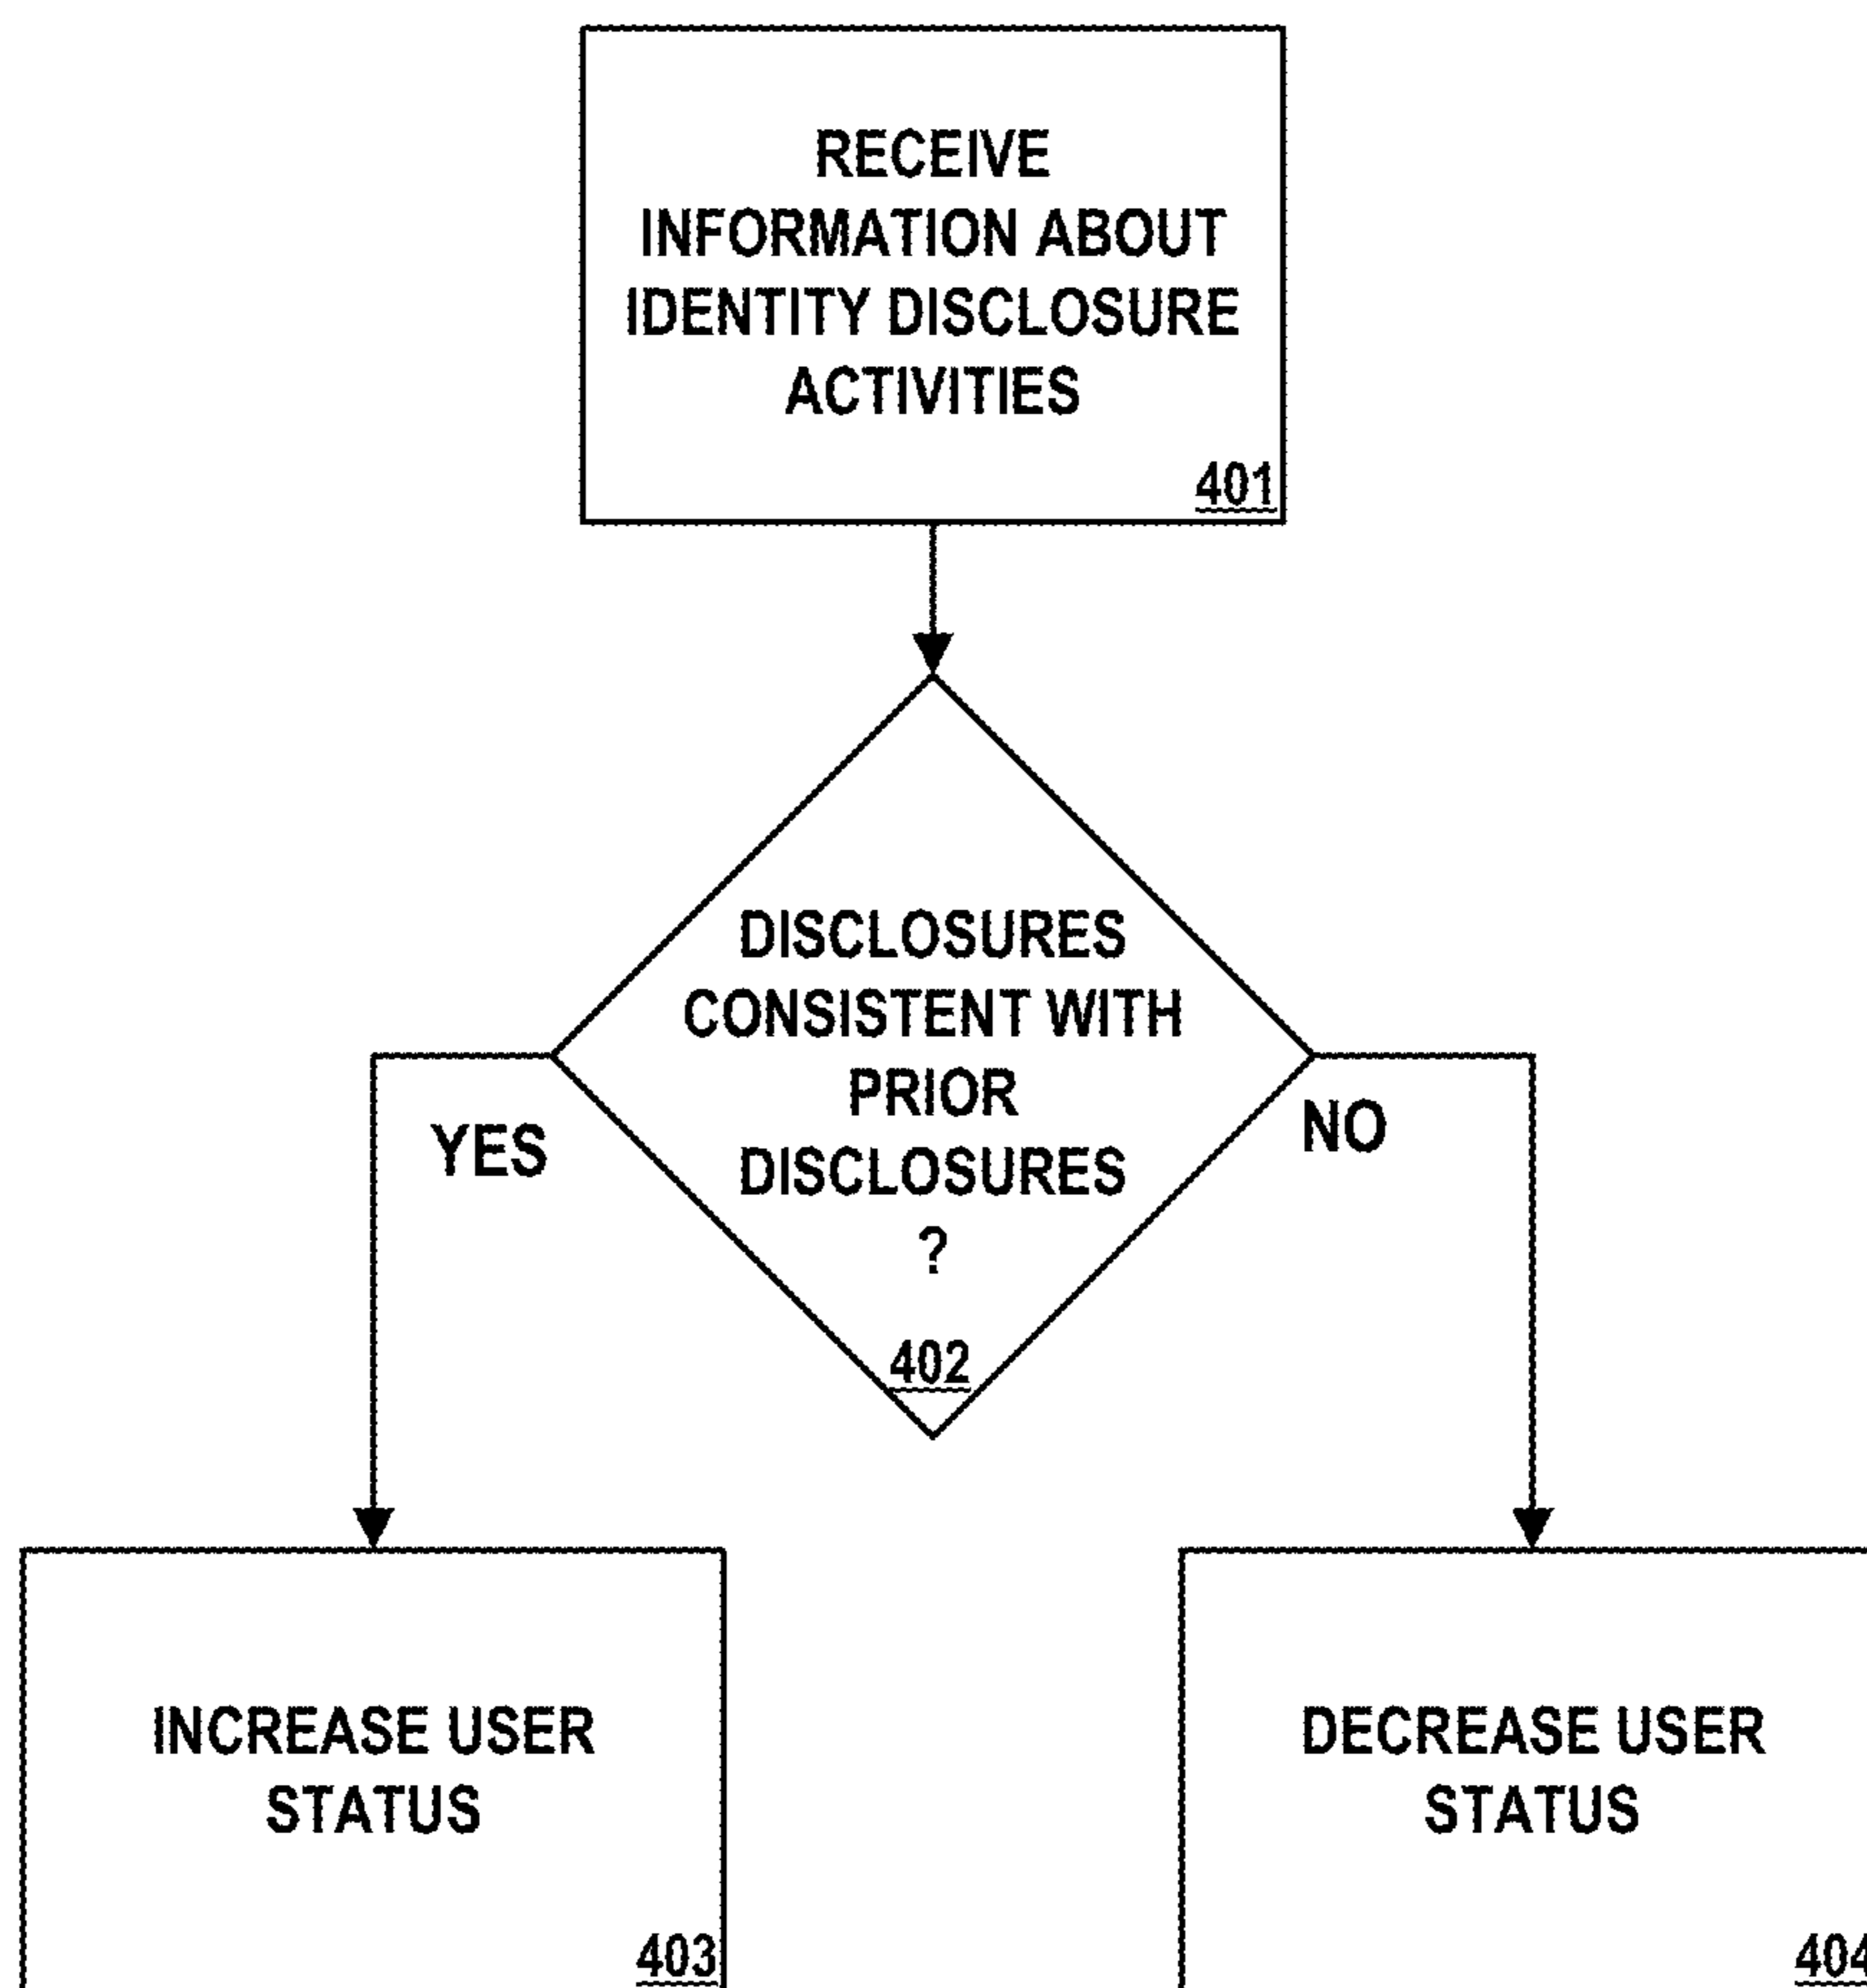 RECEIVE
INFORMATION ABOUT
IDENTITY DISCLOSURE
ACTIVITIES
401
DISCLOSURES
CONSISTENT WITH
PRIOR
DISCLOSURES
?
402
YES
NO
INCREASE USER
STATUS
403
DECREASE USER
STATUS
404